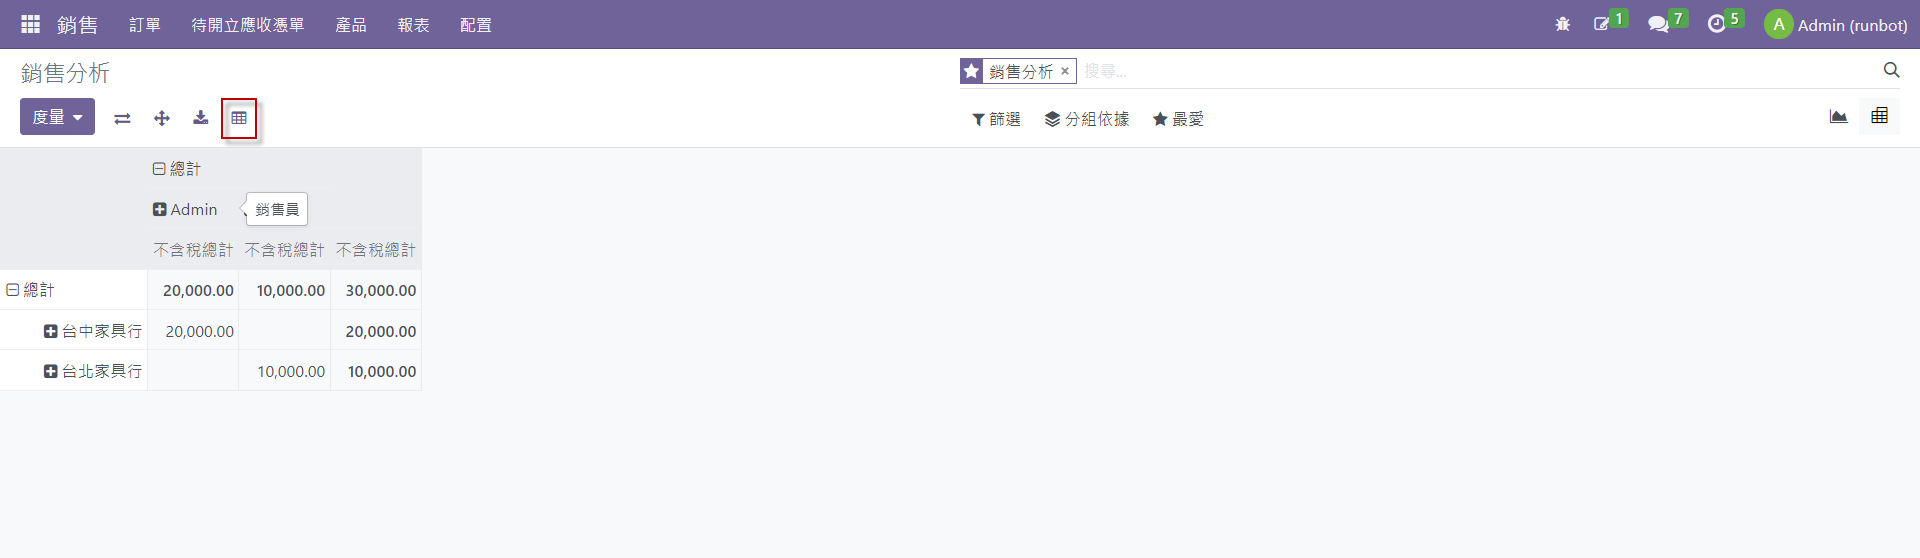 銷售 訂單 待開立應收憑單 產品 報表 配置 1 7 5 A Admin (runbot)
銷售分析 銷售分析 × 搜尋...
度量 篩選 分組依據 最愛
總計
Admin 銷售員
不含稅總計 不含稅總計 不含稅總計
總計 20,000.00 10,000.00 30,000.00
台中家具行 20,000.00 20,000.00
台北家具行 10,000.00 10,000.00